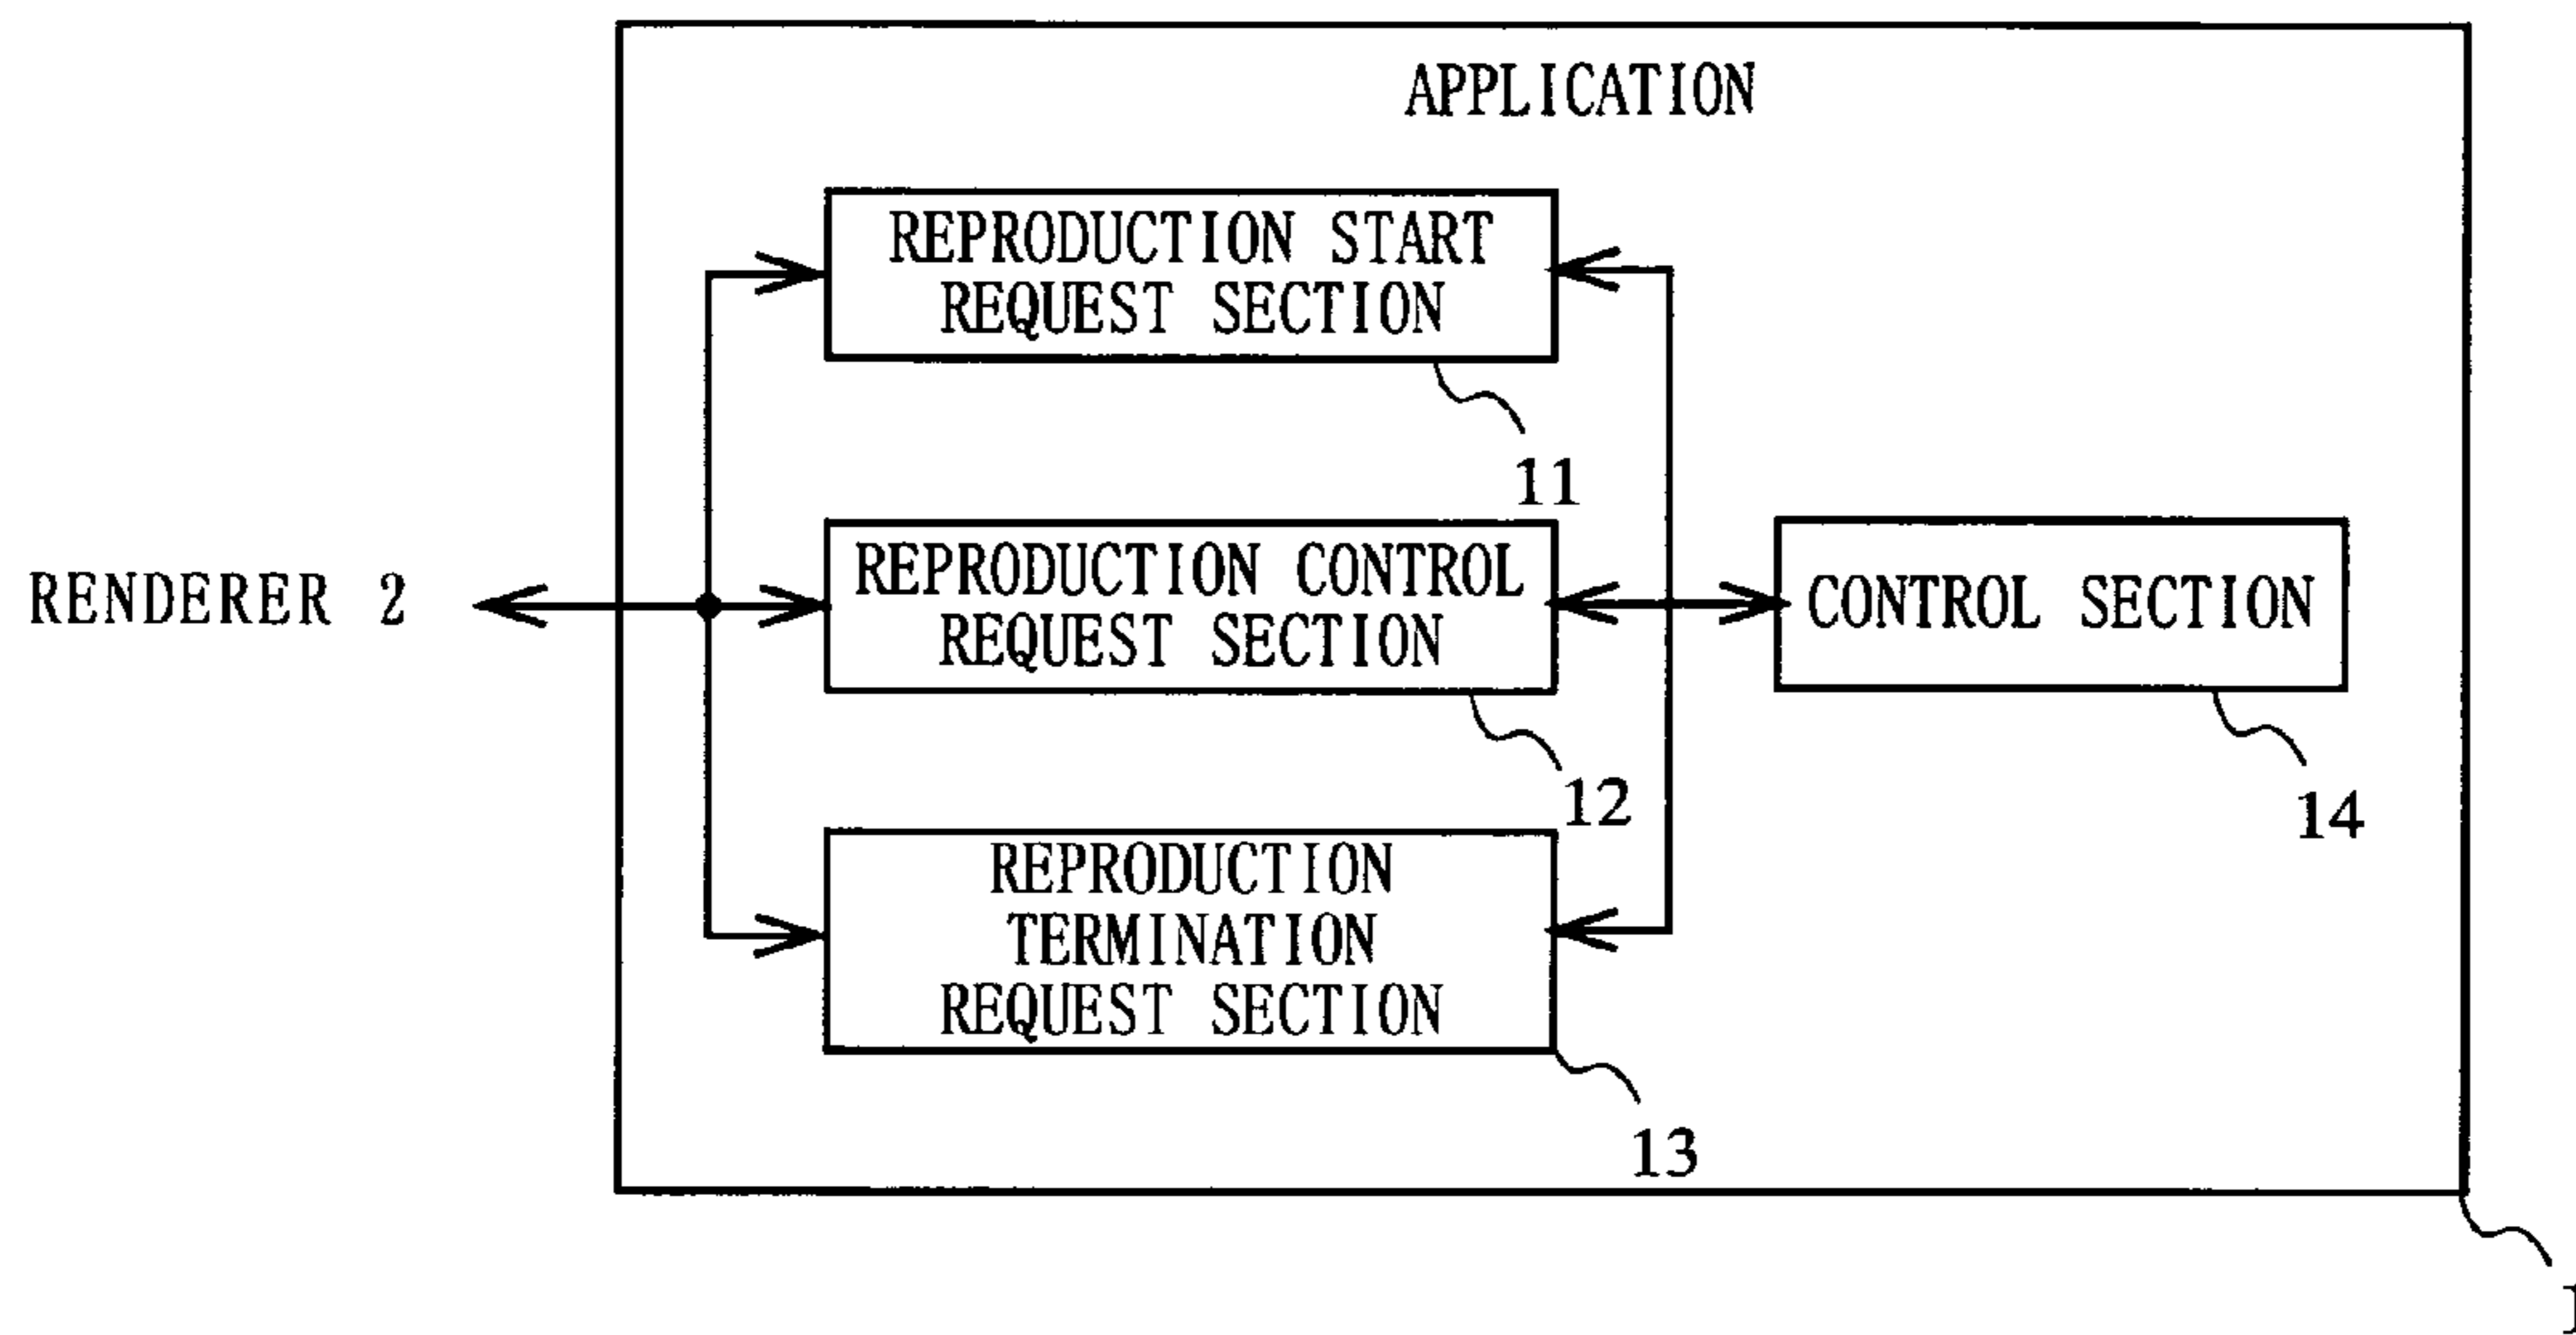 APPLICATION
REPRODUCTION START
REQUEST SECTION
11
RENDERER 2
REPRODUCTION CONTROL
REQUEST SECTION
12
CONTROL SECTION
14
REPRODUCTION
TERMINATION
REQUEST SECTION
13
1